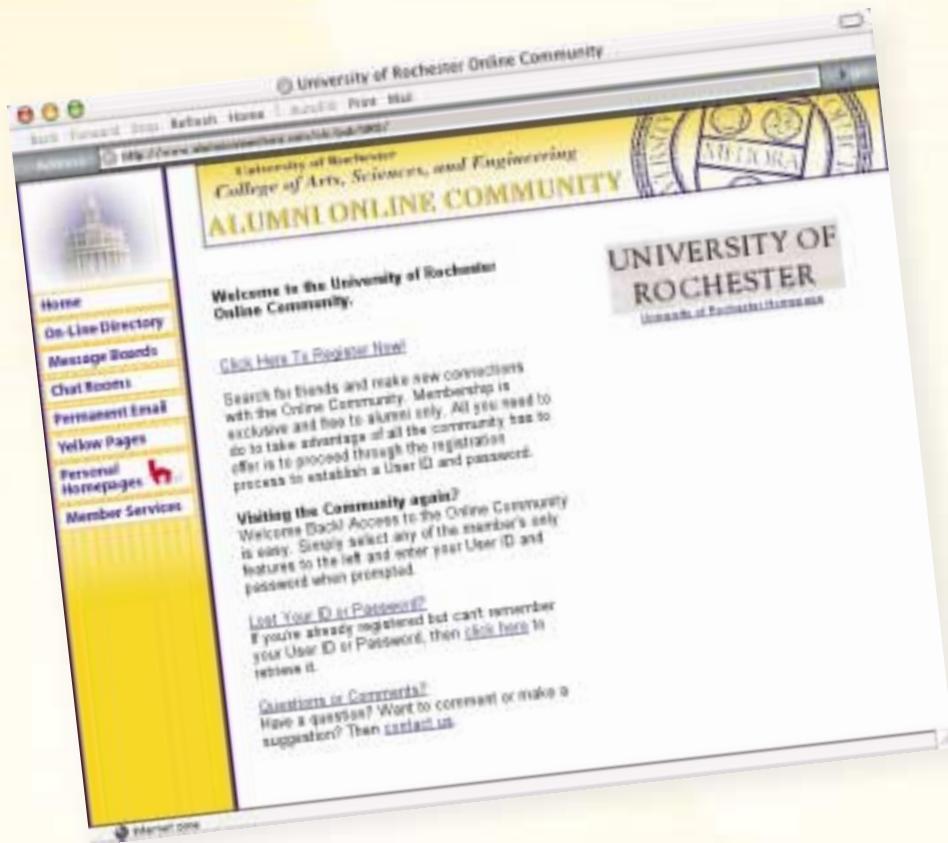 University of Rochester Online Community
Back Forward Stop Refresh Home AutoFill Print Mail
Address
University of Rochester
College of Arts, Sciences, and Engineering
ALUMNI ONLINE COMMUNITY
MELIORA
Home
On-Line Directory
Message Boards
Chat Rooms
Permanent Email
Yellow Pages
Personal
Homepages
Member Services
Welcome to the University of Rochester
Online Community.
Click Here To Register Now!
Search for friends and make new connections
with the Online Community. Membership is
exclusive and free to alumni only. All you need to
do to take advantage of all the community has to
offer is to proceed through the registration
process to establish a User ID and password.
Visiting the Community again?
Welcome Back! Access to the Online Community
is easy. Simply select any of the member's only
features to the left and enter your User ID and
password when prompted.
Lost Your ID or Password?
If you're already registered but can't remember
your User ID or Password, then click here to
retrieve it.
Questions or Comments?
Have a question? Want to comment or make a
suggestion? Then contact us.
UNIVERSITY OF
ROCHESTER
University of Rochester Homepage
Internet zone